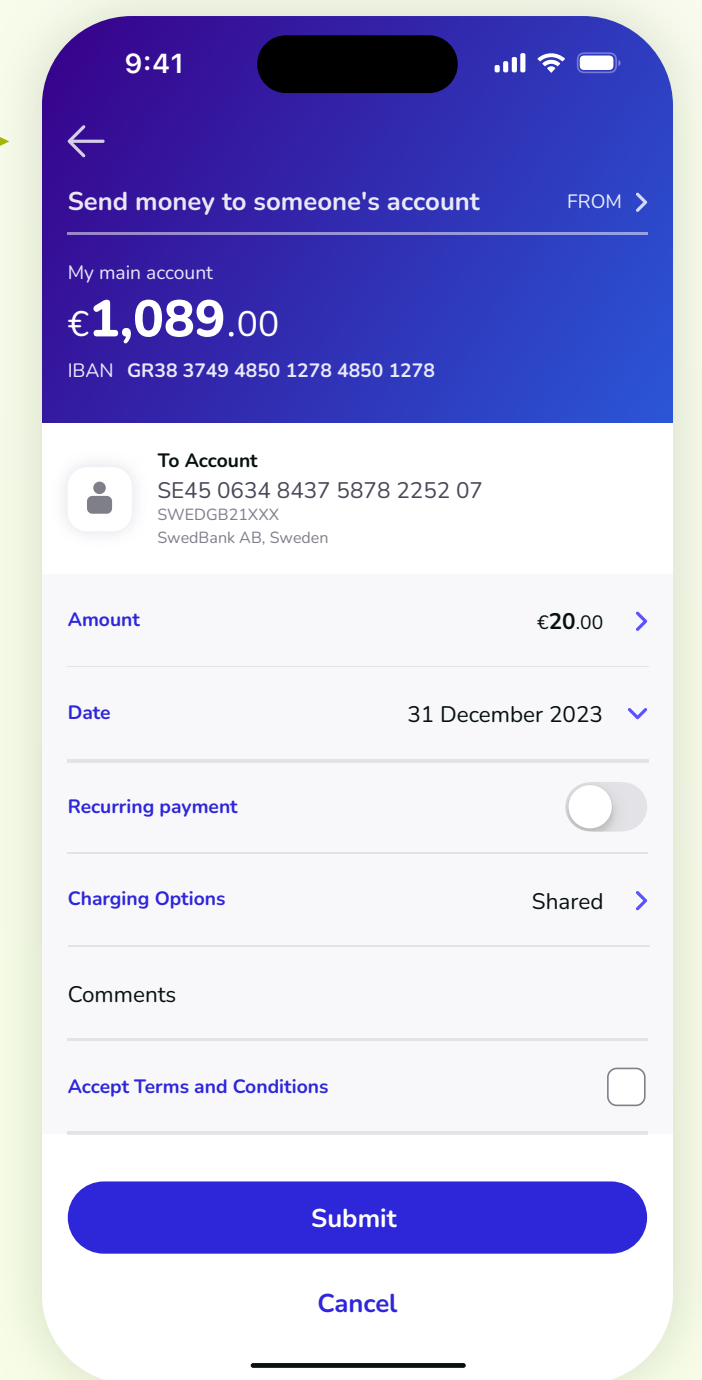 9:41
Send money to someone's account FROM
My main account
€1,089.00
IBAN GR38 3749 4850 1278 4850 1278
To Account
SE45 0634 8437 5878 2252 07
SWEDGB21XXX
SwedBank AB, Sweden
Amount €20.00
Date 31 December 2023
Recurring payment
Charging Options Shared
Comments
Accept Terms and Conditions
Submit
Cancel